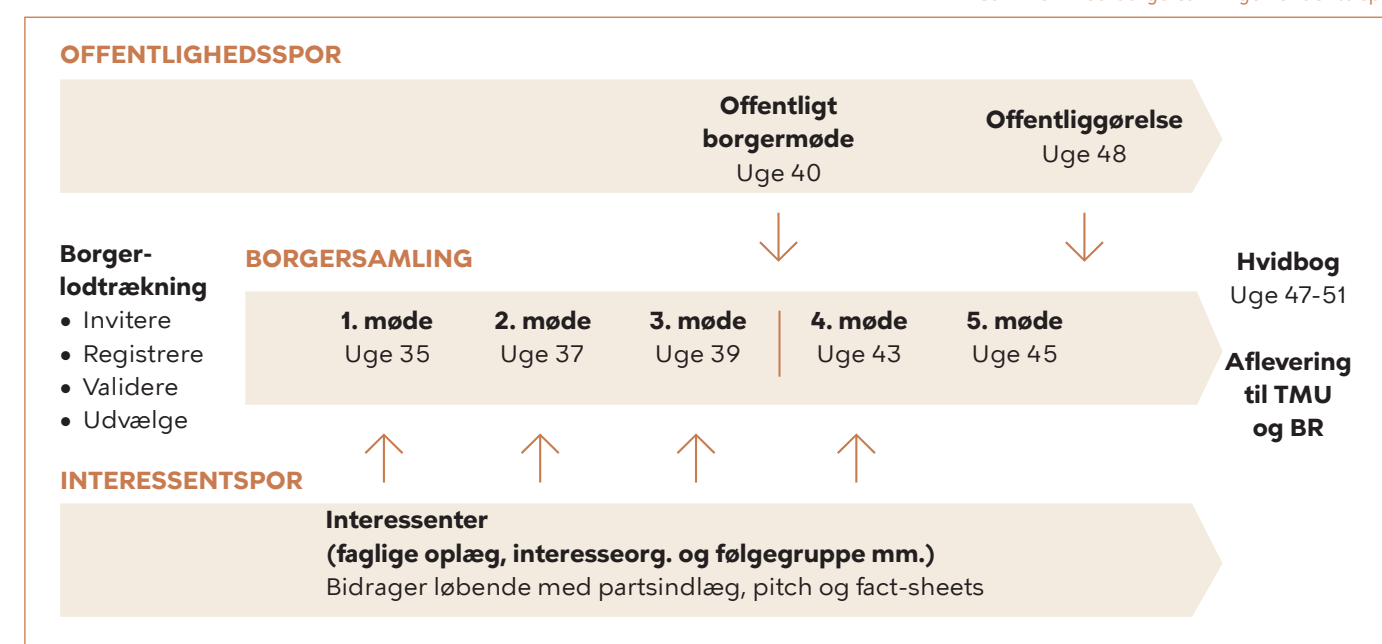 OFFENTLIGHEDSSPOR
Offentligt
borgermøde
Uge 40
Offentliggørelse
Uge 48
Borger-
lodtrækning
• Invitere
• Registrere
• Validere
• Udvælge
BORGERSAMLING
1. møde
Uge 35
2. møde
Uge 37
3. møde
Uge 39
4. møde
Uge 43
5. møde
Uge 45
Hvidbog
Uge 47-51
Aflevering
til TMU
og BR
INTERESSENTSPOR
Interessenter
(faglige oplæg, interesseorg. og følgegruppe mm.)
Bidrager løbende med partsindlæg, pitch og fact-sheets